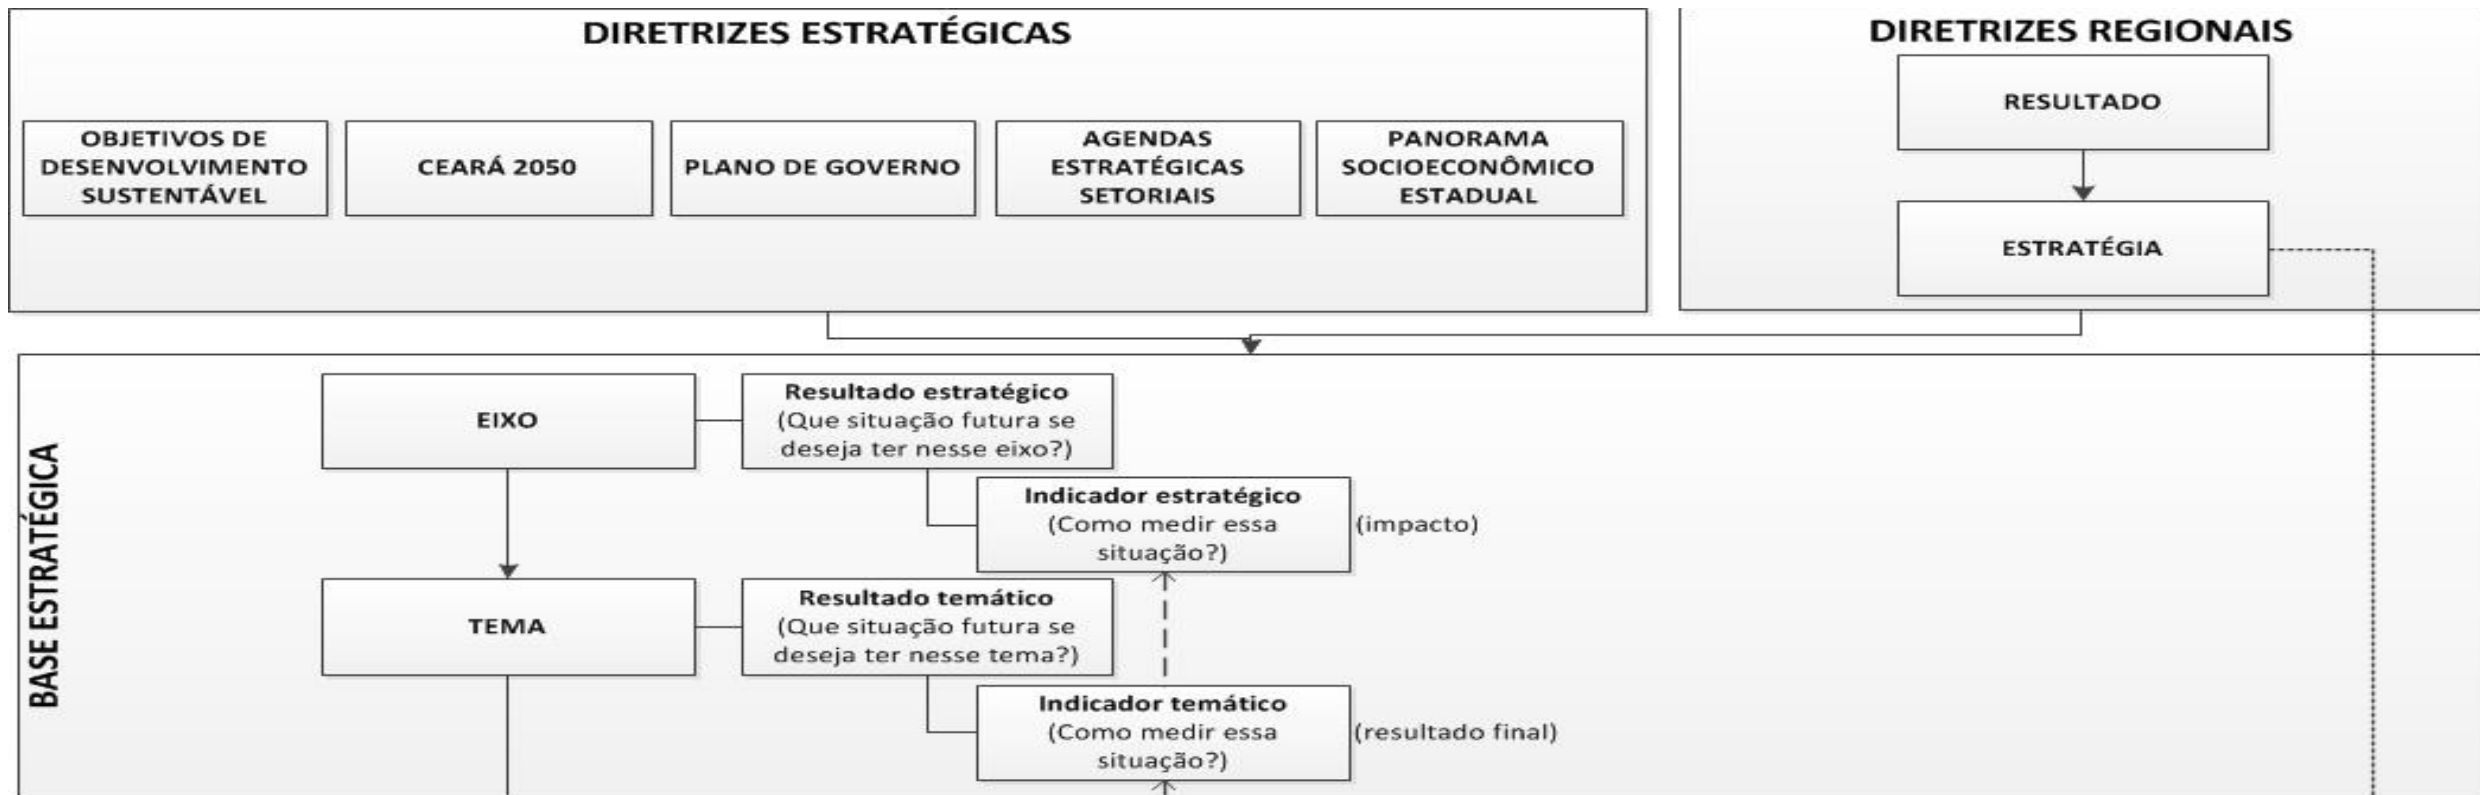 DIRETRIZES ESTRATÉGICAS
OBJETIVOS DE
DESENVOLVIMENTO
SUSTENTÁVEL
CEARÁ 2050
PLANO DE GOVERNO
AGENDAS
ESTRATÉGICAS
SETORIAIS
PANORAMA
SOCIOECONÔMICO
ESTADUAL
DIRETRIZES REGIONAIS
RESULTADO
ESTRATÉGIA
BASE ESTRATÉGICA
EIXO
Resultado estratégico
(Que situação futura se
deseja ter nesse eixo?)
Indicador estratégico
(Como medir essa
situação?)
(impacto)
TEMA
Resultado temático
(Que situação futura se
deseja ter nesse tema?)
Indicador temático
(Como medir essa
situação?)
(resultado final)